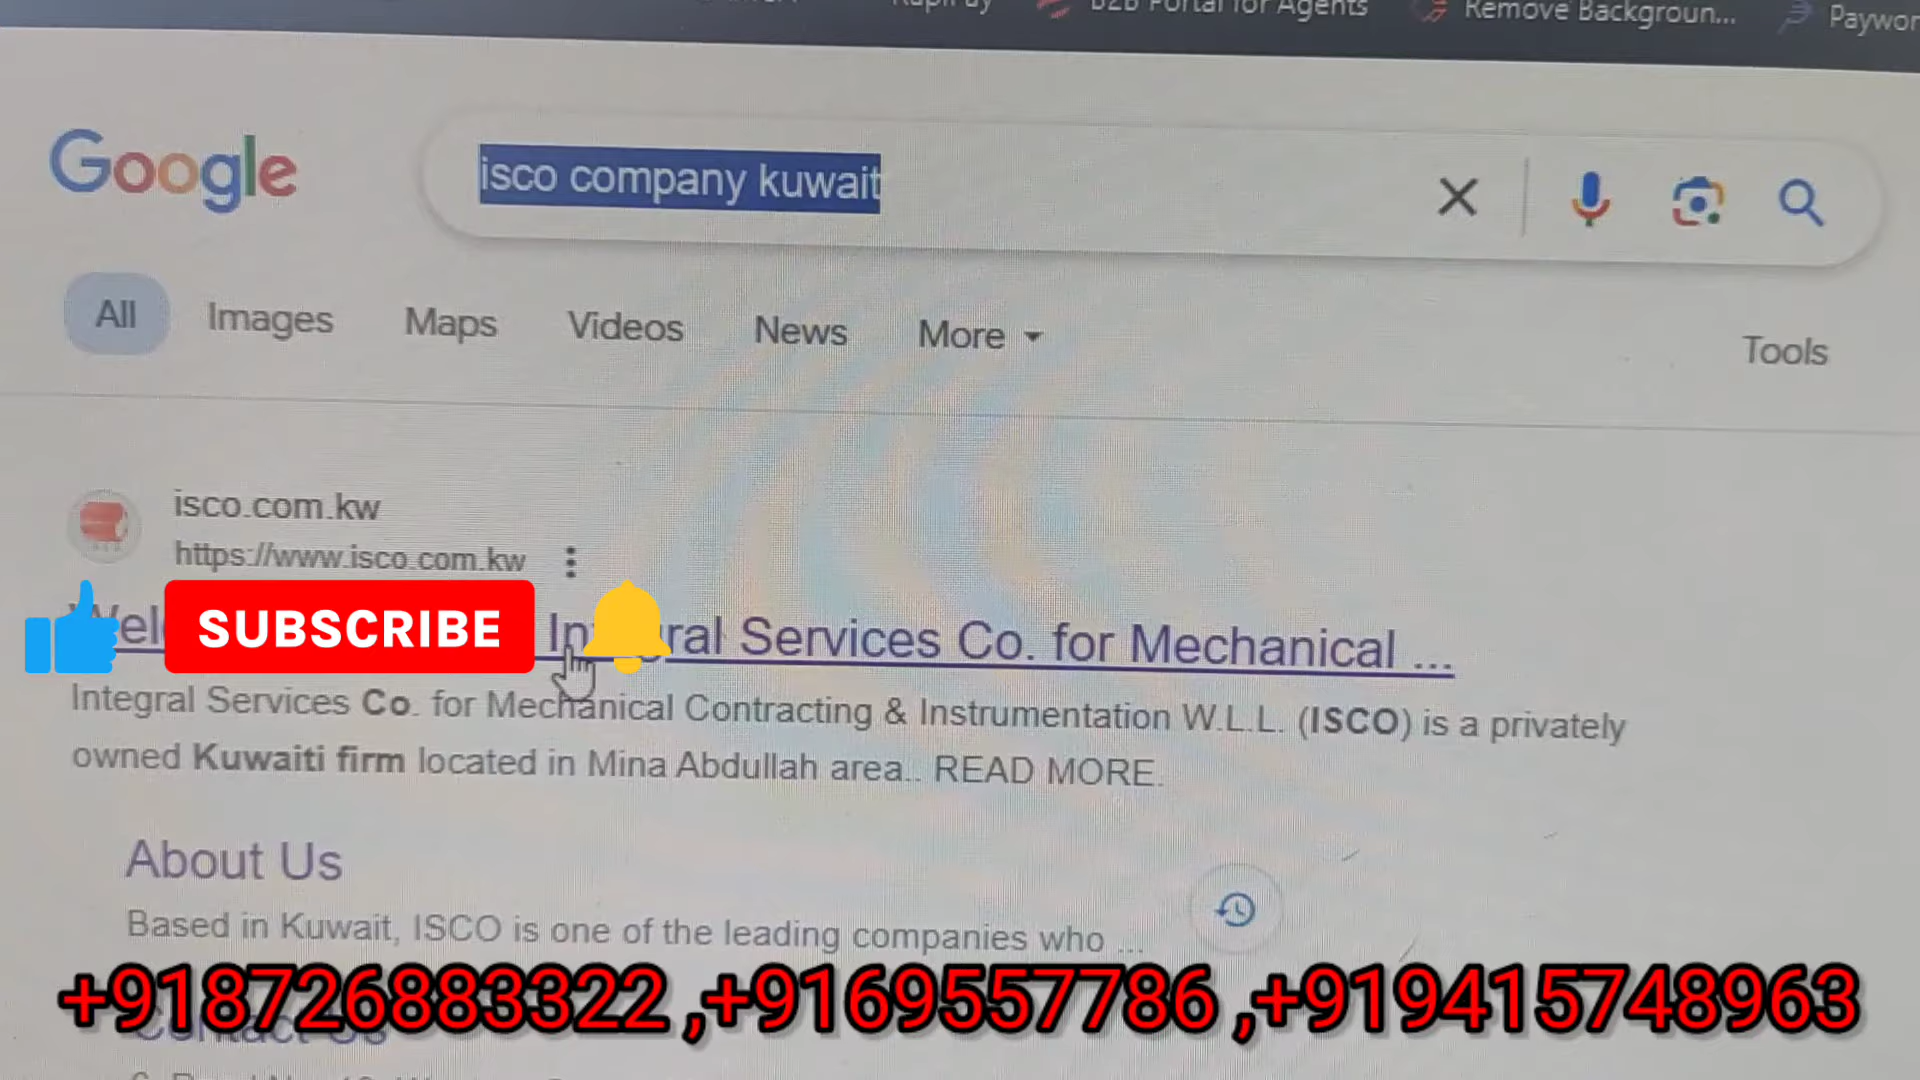 B2B Portal for Agents
Remove Backgroun...
Google
isco company kuwait
All
Images
Maps
Videos
News
More
Tools
isco.com.kw
https://www.isco.com.kw
SUBSCRIBE
Services Co. for Mechanical ...
Integral Services Co. for Mechanical Contracting & Instrumentation W.L.L. (ISCO) is a privately
owned Kuwaiti firm located in Mina Abdullah area.. READ MORE.
About Us
Based in Kuwait, ISCO is one of the leading companies who ...
+918726883322 ,+9169557786 ,+919415748963
Contact Us